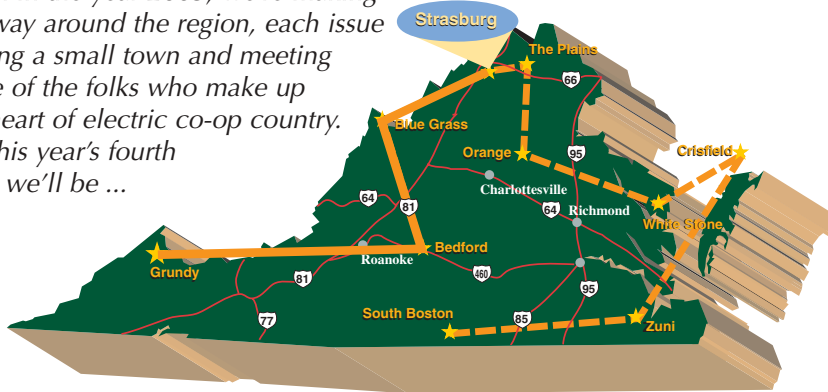 way around the region, each issue
ng a small town and meeting
e of the folks who make up
eart of electric co-op country.
his year's fourth
we'll be ...
Strasburg
The Plains
66
Blue Grass
Orange
95
Crisfield
Charlottesville
64
81
64
Richmond
White Stone
Bedford
Roanoke
Grundy
81
460
95
77
South Boston
85
Zuni